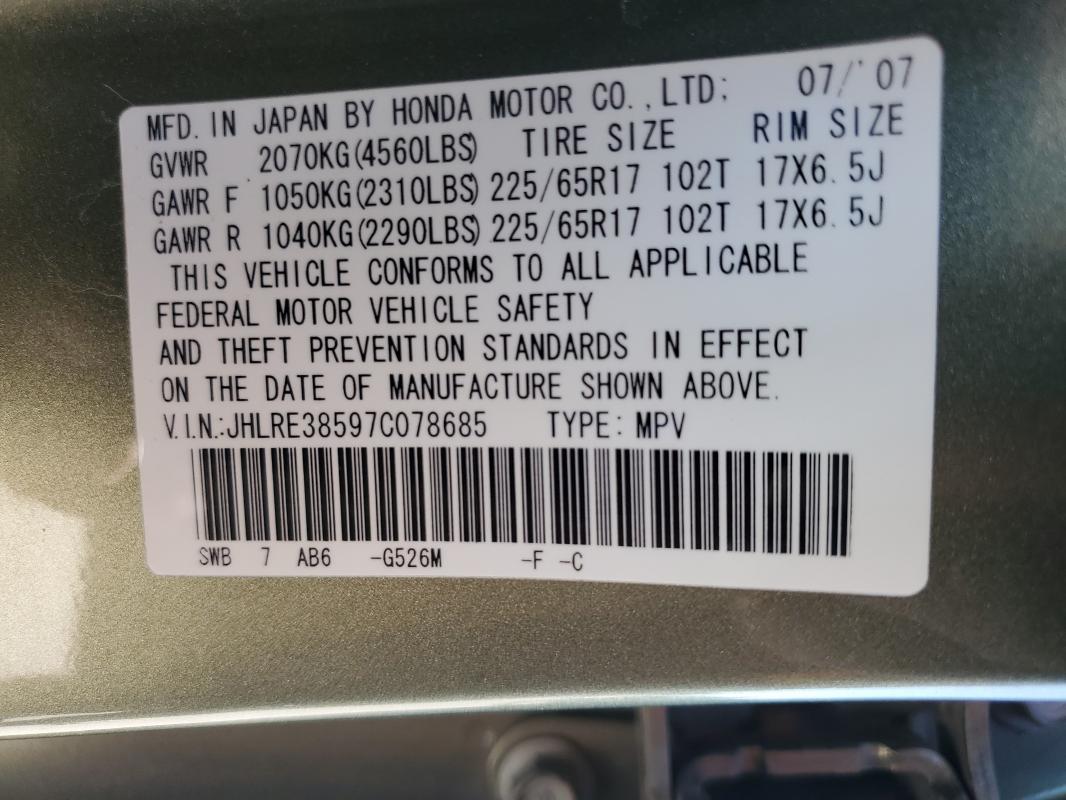 MFD. IN JAPAN BY HONDA MOTOR CO.,LTD; 07/'07
GVWR 2070KG(4560LBS) TIRE SIZE RIM SIZE
GAWR F 1050KG(2310LBS) 225/65R17 102T 17X6.5J
GAWR R 1040KG(2290LBS) 225/65R17 102T 17X6.5J
THIS VEHICLE CONFORMS TO ALL APPLICABLE
FEDERAL MOTOR VEHICLE SAFETY
AND THEFT PREVENTION STANDARDS IN EFFECT
ON THE DATE OF MANUFACTURE SHOWN ABOVE.
V.I.N.:JHLRE38597C078685 TYPE: MPV
SWB 7 AB6 -G526M -F -C